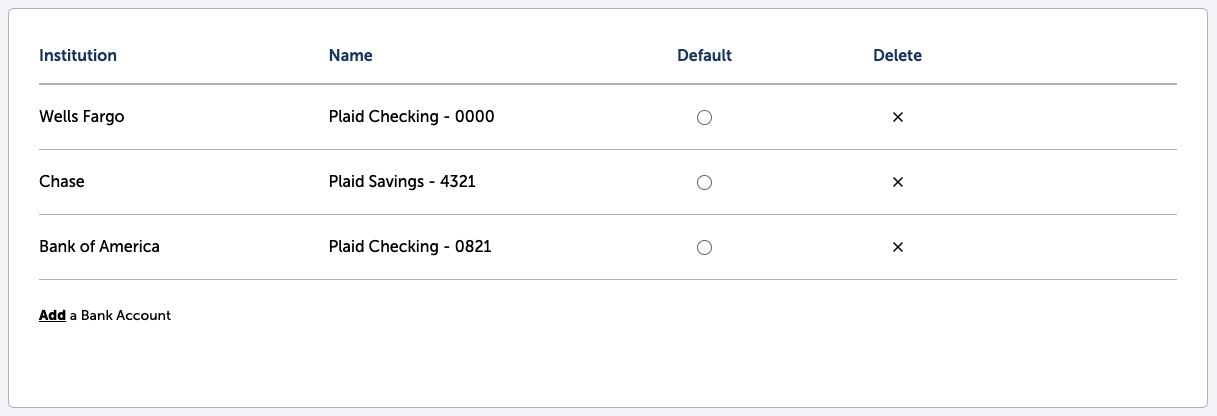 Institution Name Default Delete
Wells Fargo Plaid Checking - 0000
Chase Plaid Savings - 4321
Bank of America Plaid Checking - 0821
Add a Bank Account